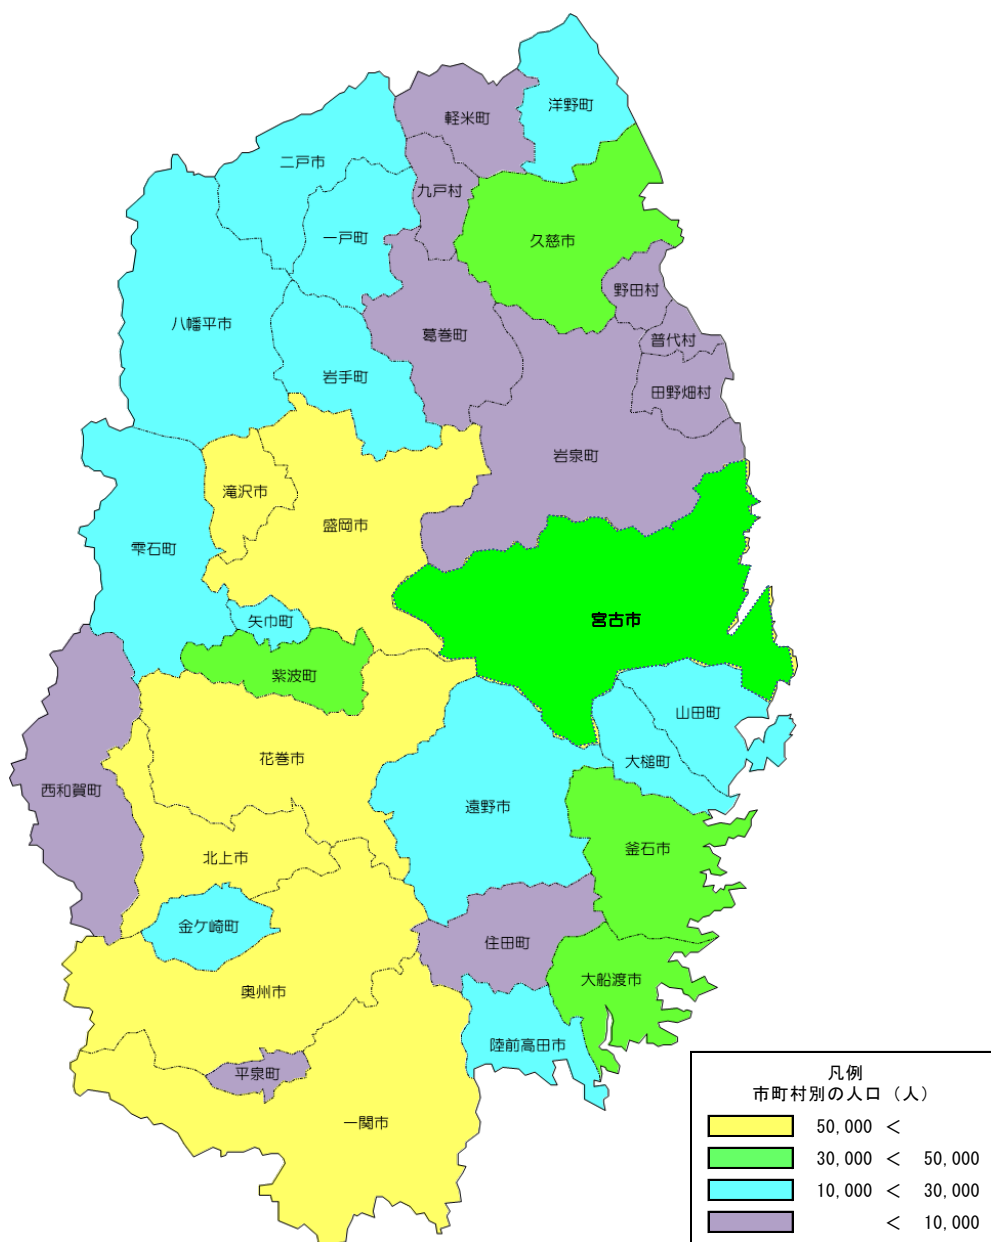 洋野町
軽米町
二戸市
九戸村
一戸町
久慈市
野田村
八幡平市
葛巻町
普代村
岩手町
田野畑村
岩泉町
滝沢市
盛岡市
雫石町
宮古市
矢巾町
紫波町
山田町
花巻市
大槌町
西和賀町
遠野市
釜石市
北上市
金ケ崎町
住田町
大船渡市
奥州市
陸前高田市
平泉町
一関市
凡例
市町村別の人口（人）
50,000 ＜
30,000 ＜ 50,000
10,000 ＜ 30,000
＜ 10,000